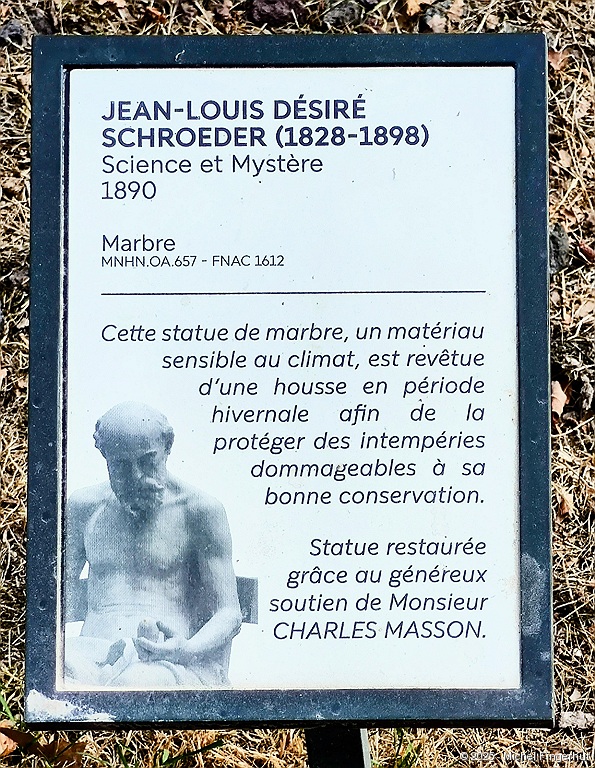 JEAN-LOUIS DÉSIRÉ
SCHROEDER (1828-1898)
Science et Mystère
1890
Marbre
MNHN.OA.657 - FNAC 1612
Cette statue de marbre, un matériau
sensible au climat, est revêtue
d'une housse en période
hivernale afin de la
protéger des intempéries
dommageables à sa
bonne conservation.
Statue restaurée
grâce au généreux
soutien de Monsieur
CHARLES MASSON.